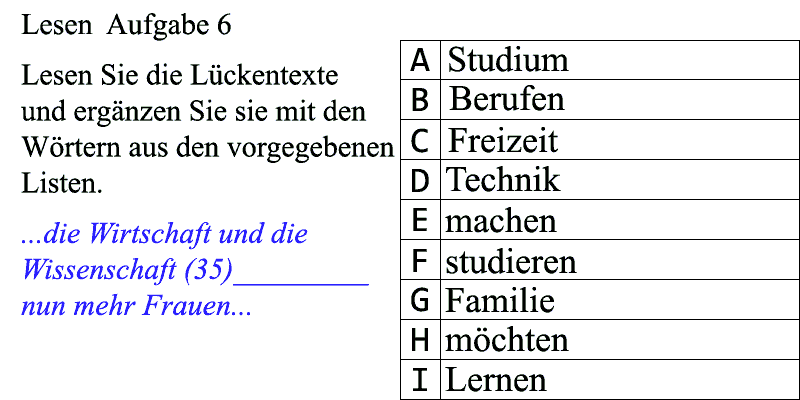 Lesen Aufgabe 6
Lesen Sie die Lückentexte
und ergänzen Sie sie mit den
Wörtern aus den vorgegebenen
Listen.
...die Wirtschaft und die
Wissenschaft (35)_________
nun mehr Frauen...
A Studium
B Berufen
C Freizeit
D Technik
E machen
F studieren
G Familie
H möchten
I Lernen